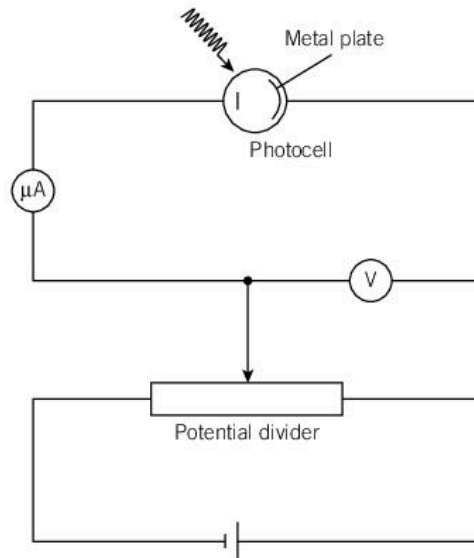 Metal plate
Photocell
μA
V
Potential divider